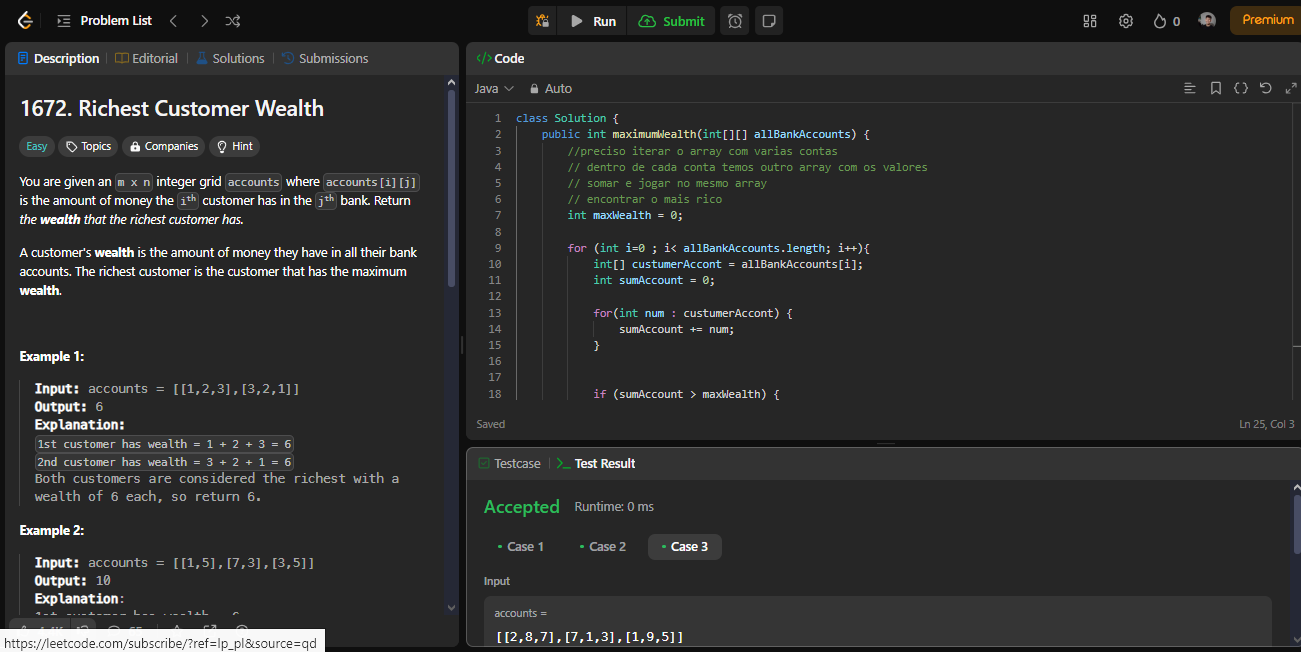 Problem List
Run
Submit
0
Premium
Description
Editorial
Solutions
Submissions
1672. Richest Customer Wealth
Easy
Topics
Companies
Hint
You are given an m x n integer grid accounts where accounts[i][j]
is the amount of money the ith customer has in the jth bank. Return
the wealth that the richest customer has.
A customer's wealth is the amount of money they have in all their bank
accounts. The richest customer is the customer that has the maximum
wealth.
Example 1:
Input: accounts = [[1,2,3],[3,2,1]]
Output: 6
Explanation:
1st customer has wealth = 1 + 2 + 3 = 6
2nd customer has wealth = 3 + 2 + 1 = 6
Both customers are considered the richest with a
wealth of 6 each, so return 6.
Example 2:
Input: accounts = [[1,5],[7,3],[3,5]]
Output: 10
Explanation:
https://leetcode.com/subscribe/?ref=lp_pl&source=qd
</> Code
Java
Auto
1 class Solution {
2 public int maximumWealth(int[][] allBankAccounts) {
3 //preciso iterar o array com varias contas
4 // dentro de cada conta temos outro array com os valores
5 // somar e jogar no mesmo array
6 // encontrar o mais rico
7 int maxWealth = 0;
8
9 for (int i=0 ; i< allBankAccounts.length; i++){
10 int[] custumerAccont = allBankAccounts[i];
11 int sumAccount = 0;
12
13 for(int num : custumerAccont) {
14 sumAccount += num;
15 }
16
17
18 if (sumAccount > maxWealth) {
Saved
Ln 25, Col 3
Testcase
Test Result
Accepted
Runtime: 0 ms
Case 1
Case 2
Case 3
Input
accounts =
[[2,8,7],[7,1,3],[1,9,5]]